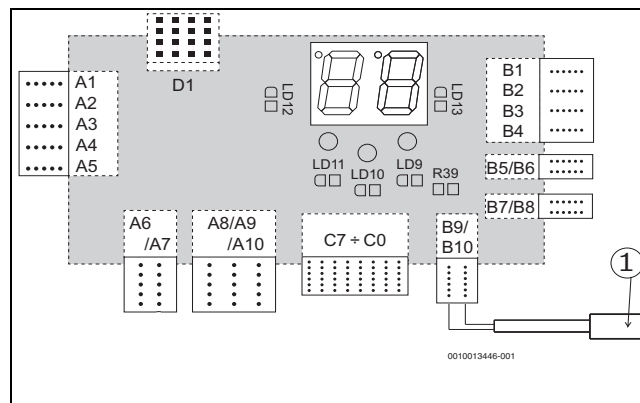 D1
A1
A2
A3
A4
A5
LD12
LD13
B1
B2
B3
B4
LD11
LD10
LD9
R39
B5/B6
B7/B8
A6
/A7
A8/A9
/A10
C7 ÷ C0
B9/
B10
1
0010013446-001